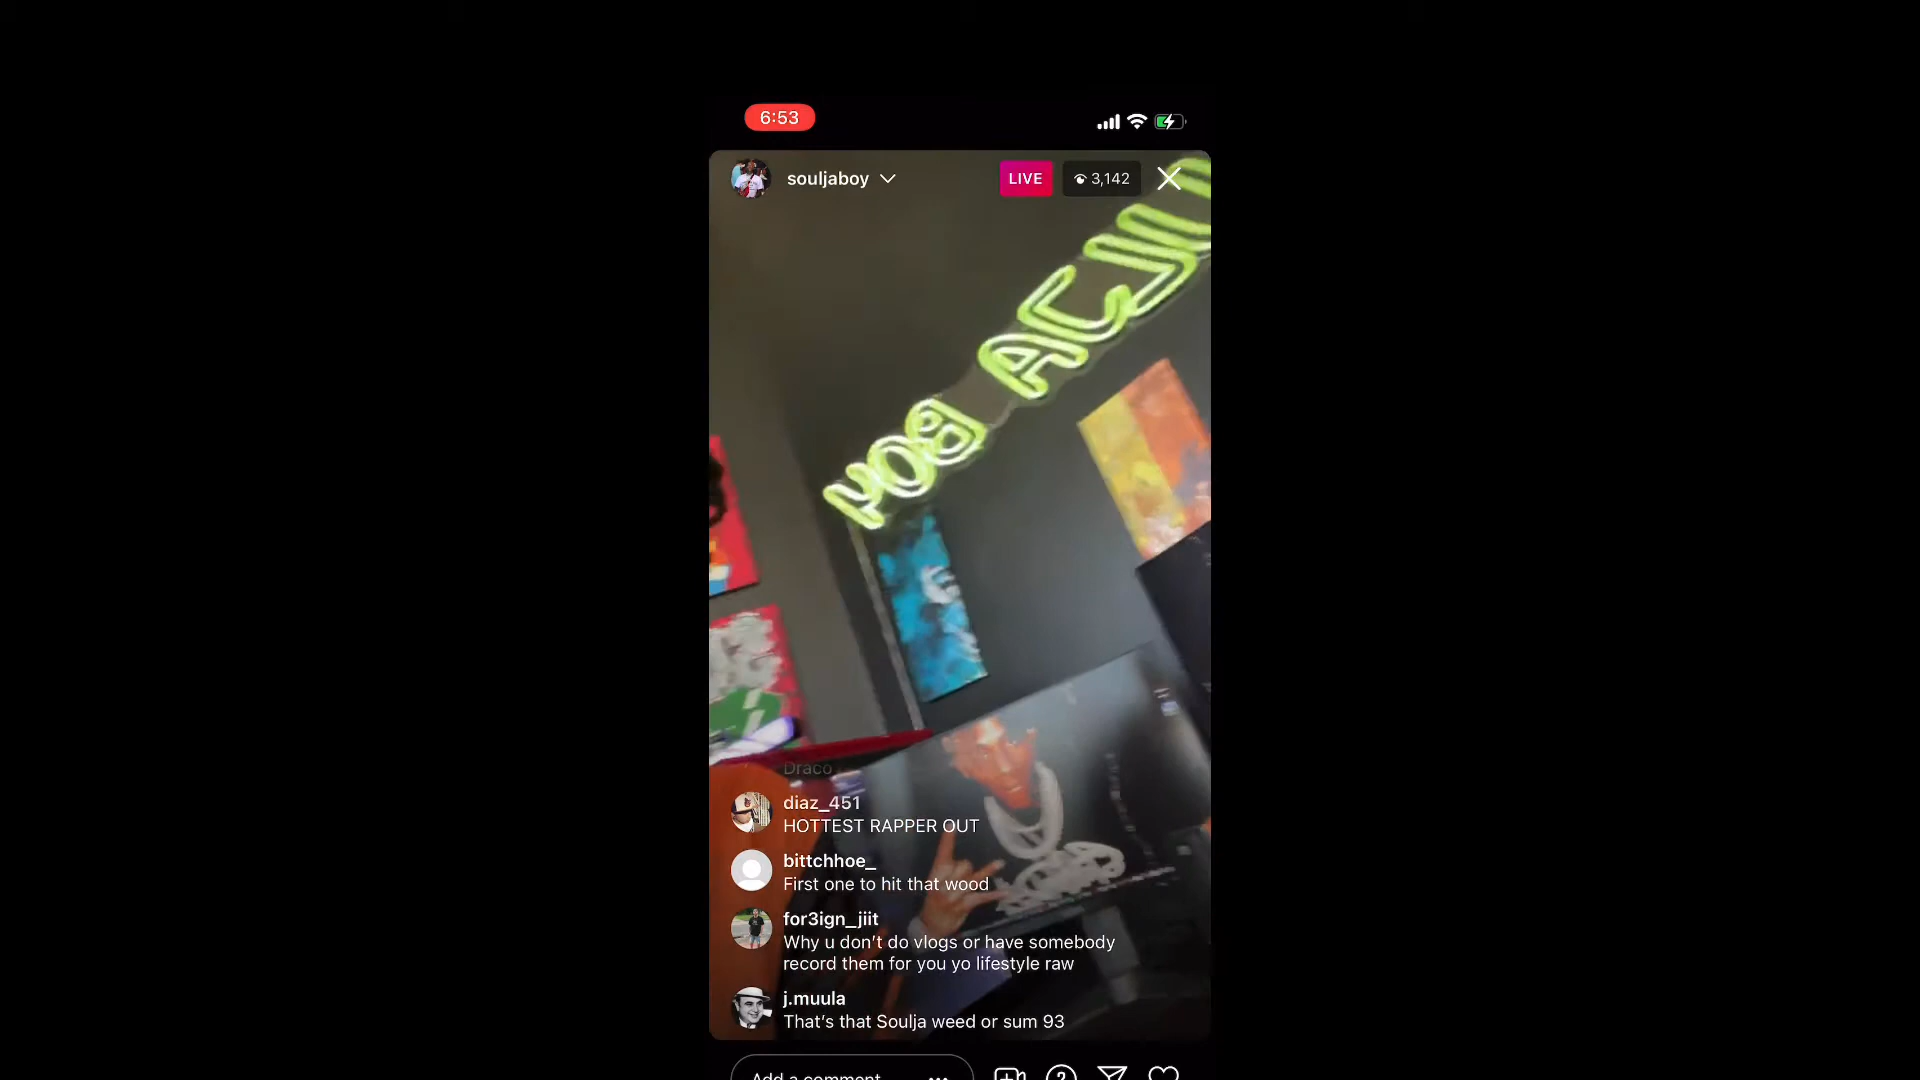 6:53
souljaboy
LIVE
3,142
SOULJA BOY
Draco
diaz_451
HOTTEST RAPPER OUT
bittchhoe_
First one to hit that wood
for3ign_jiit
Why u don't do vlogs or have somebody
record them for you yo lifestyle raw
j.muula
That's that Soulja weed or sum 93
Add a comment